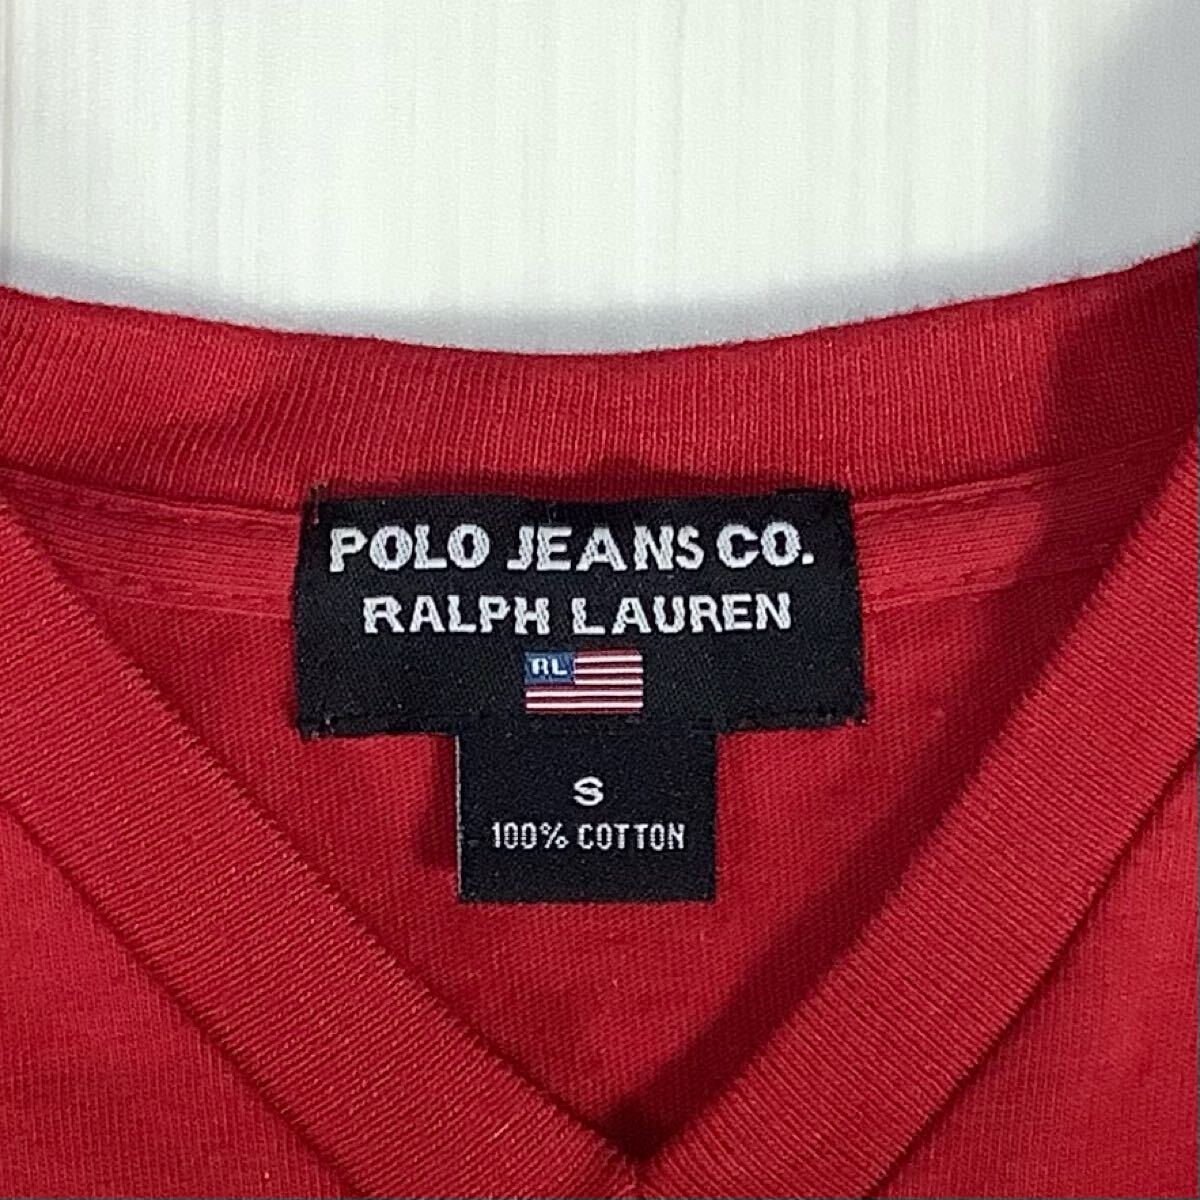 POLO JEANS CO.
RALPH LAUREN
RL
S
100% COTTON